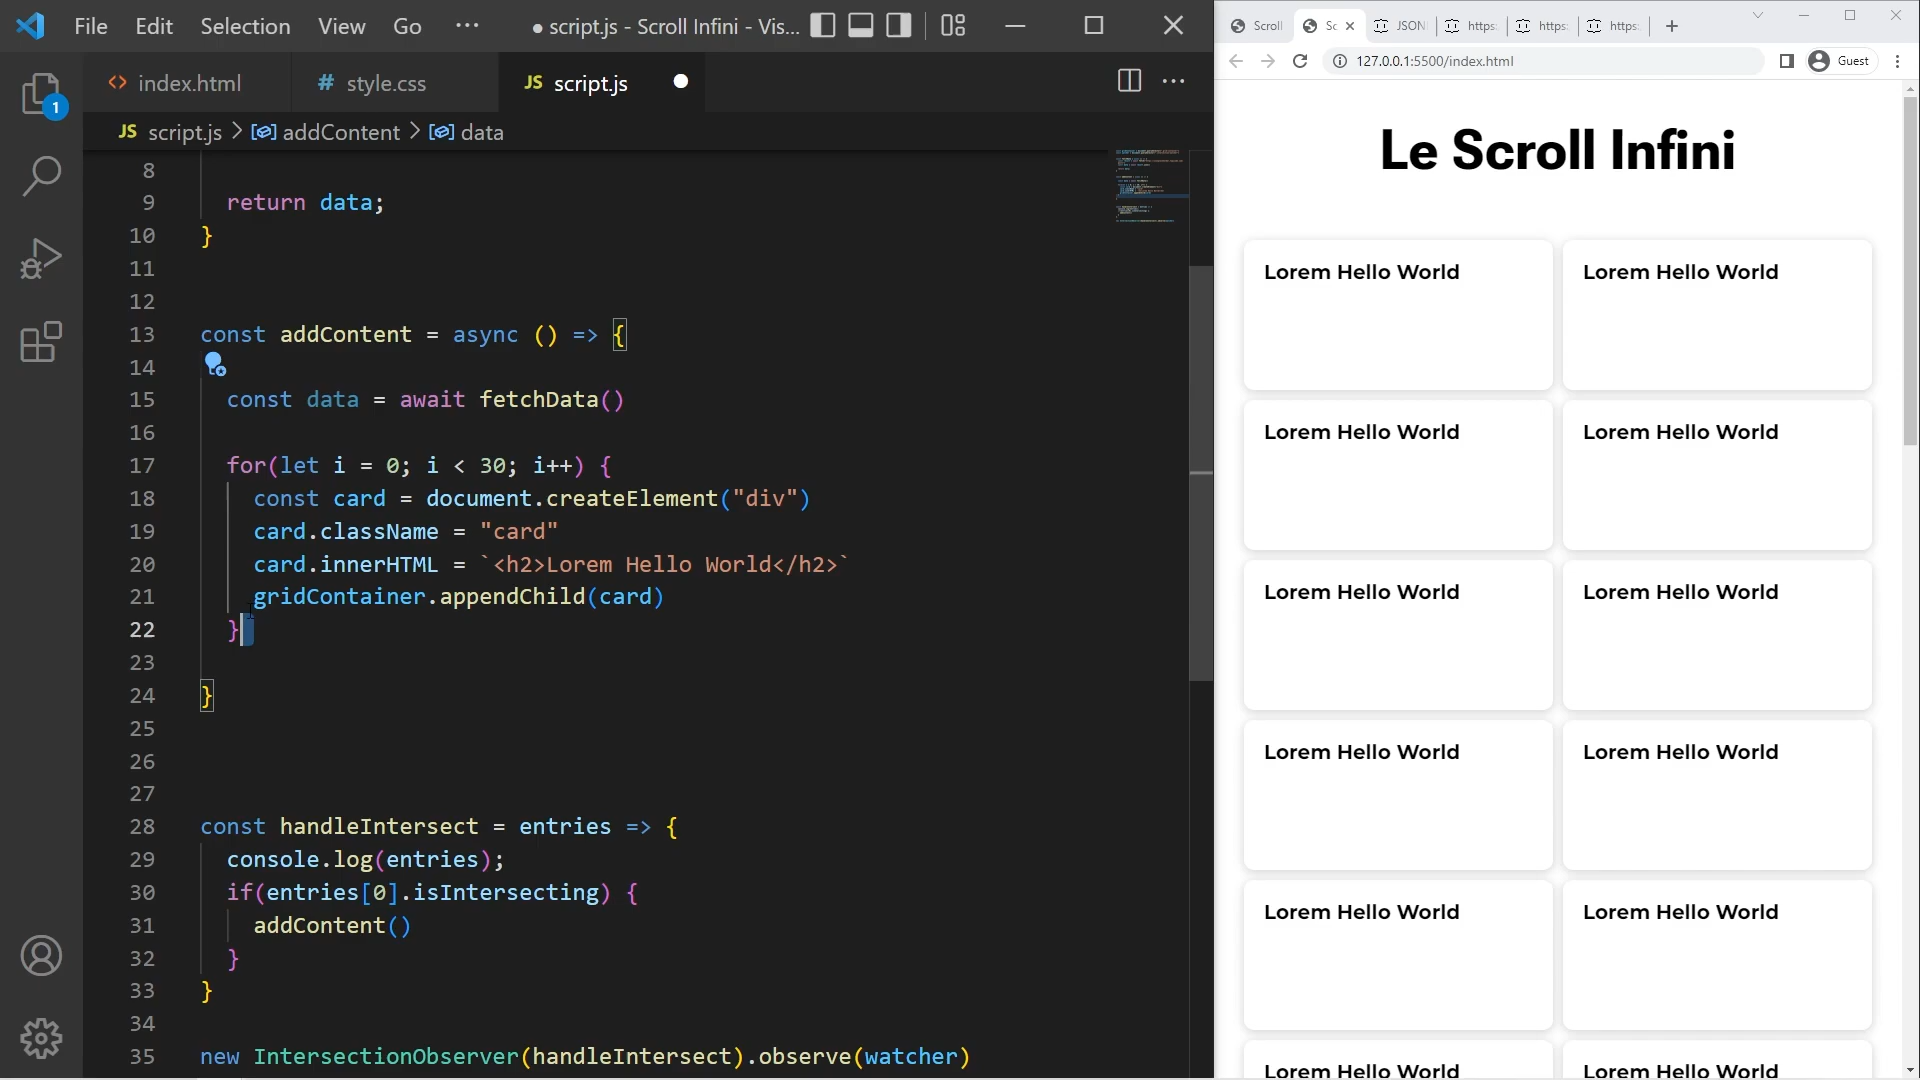 File Edit Selection View Go ··· ● script.js - Scroll Infini - Vis...
1
<> index.html # style.css JS script.js
JS script.js > addContent > data
8
9 return data;
10 }
11
12
13 const addContent = async () => {
14
15 const data = await fetchData()
16
17 for(let i = 0; i < 30; i++) {
18 const card = document.createElement("div")
19 card.className = "card"
20 card.innerHTML = `<h2>Lorem Hello World</h2>`
21 gridContainer.appendChild(card)
22 }
23
24 }
25
26
27
28 const handleIntersect = entries => {
29 console.log(entries);
30 if(entries[0].isIntersecting) {
31 addContent()
32 }
33 }
34
35 new IntersectionObserver(handleIntersect).observe(watcher)
Scroll Sc JSON https: https: https:
127.0.0.1:5500/index.html Guest
Le Scroll Infini
Lorem Hello World Lorem Hello World
Lorem Hello World Lorem Hello World
Lorem Hello World Lorem Hello World
Lorem Hello World Lorem Hello World
Lorem Hello World Lorem Hello World
Lorem Hello World Lorem Hello World